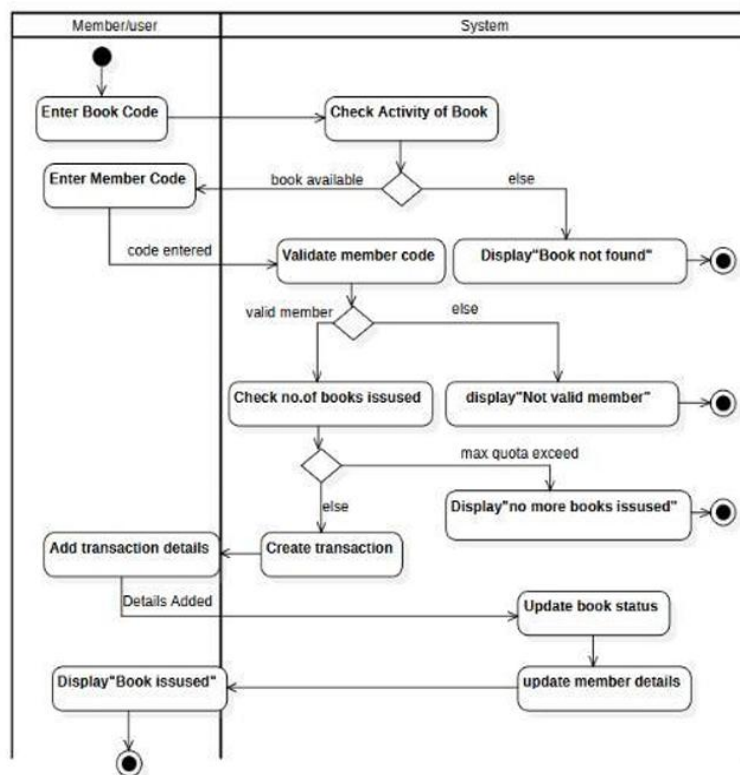 Member/user
System
Enter Book Code
Check Activity of Book
Enter Member Code
book available
else
code entered
Validate member code
Display"Book not found"
valid member
else
Check no.of books issused
display"Not valid member"
max quota exceed
else
Display"no more books issused"
Add transaction details
Create transaction
Details Added
Update book status
Display"Book issused"
update member details